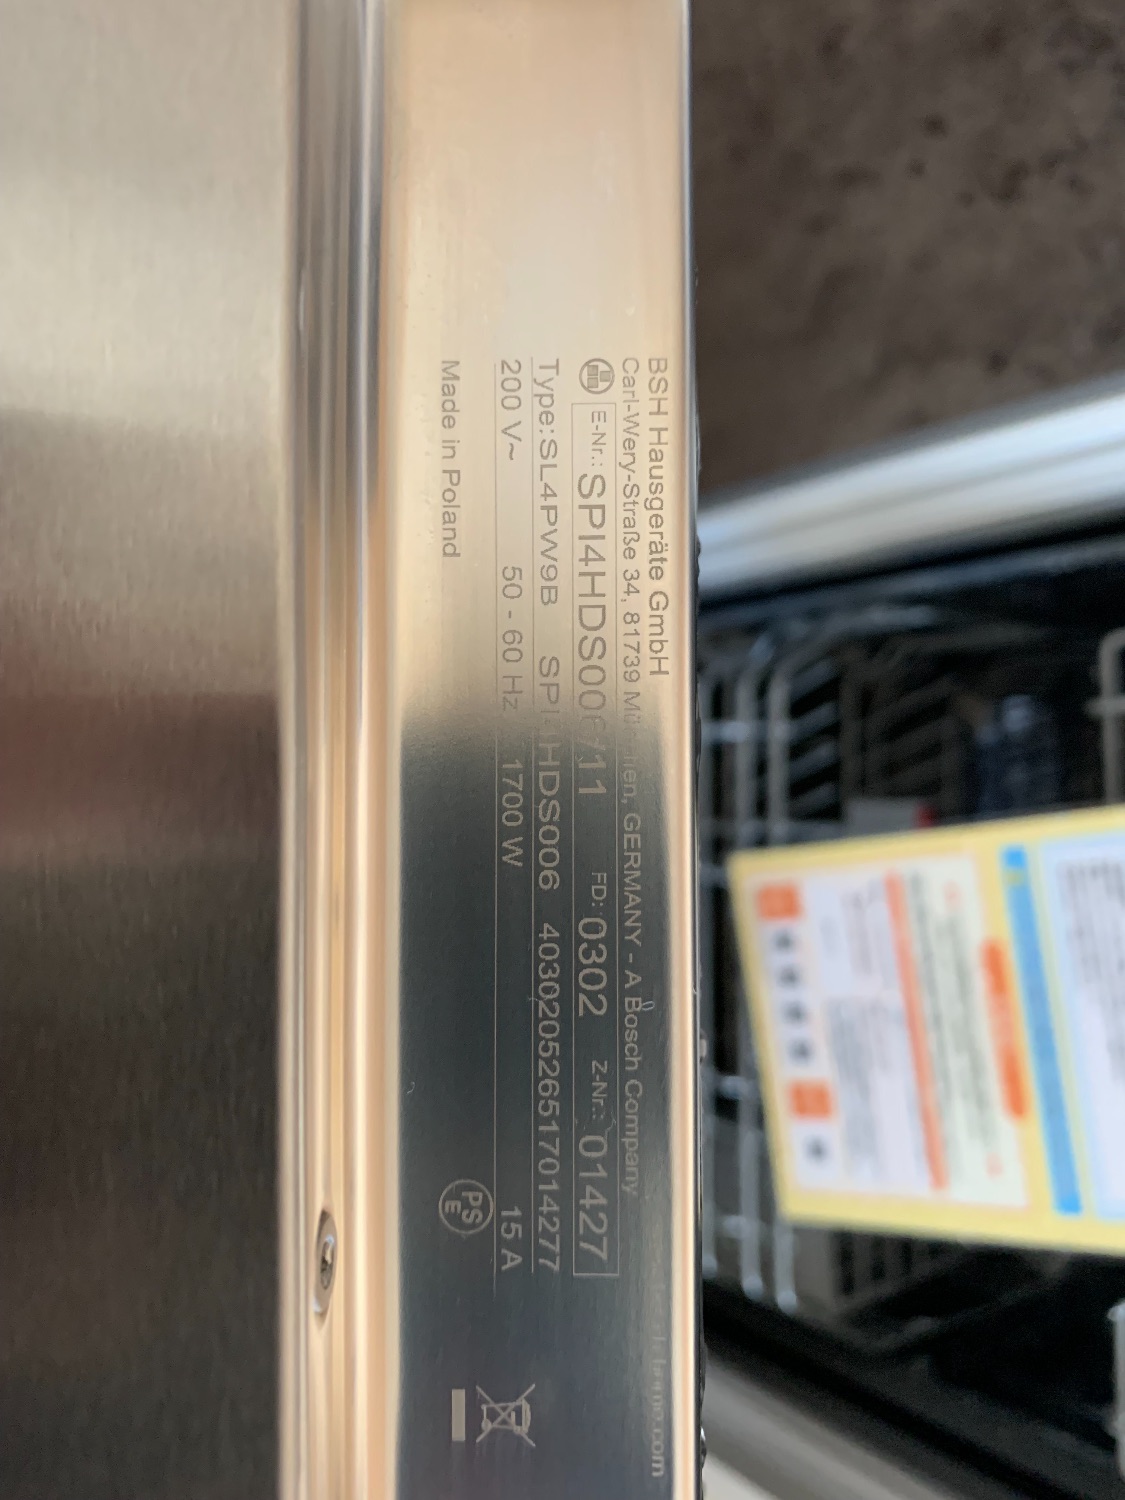 BSH Hausgeräte GmbH
Carl-Wery-Straße 34, 81739 München, GERMANY - A Bosch Company
E-Nr.: SPI4HDS006/11 FD: 0302 Z-Nr.: 01427
Type: SL4PW9B SPI4HDS006 403020526517014277
200 V~ 50 - 60 Hz 1700 W 15 A
Made in Poland
PS
E